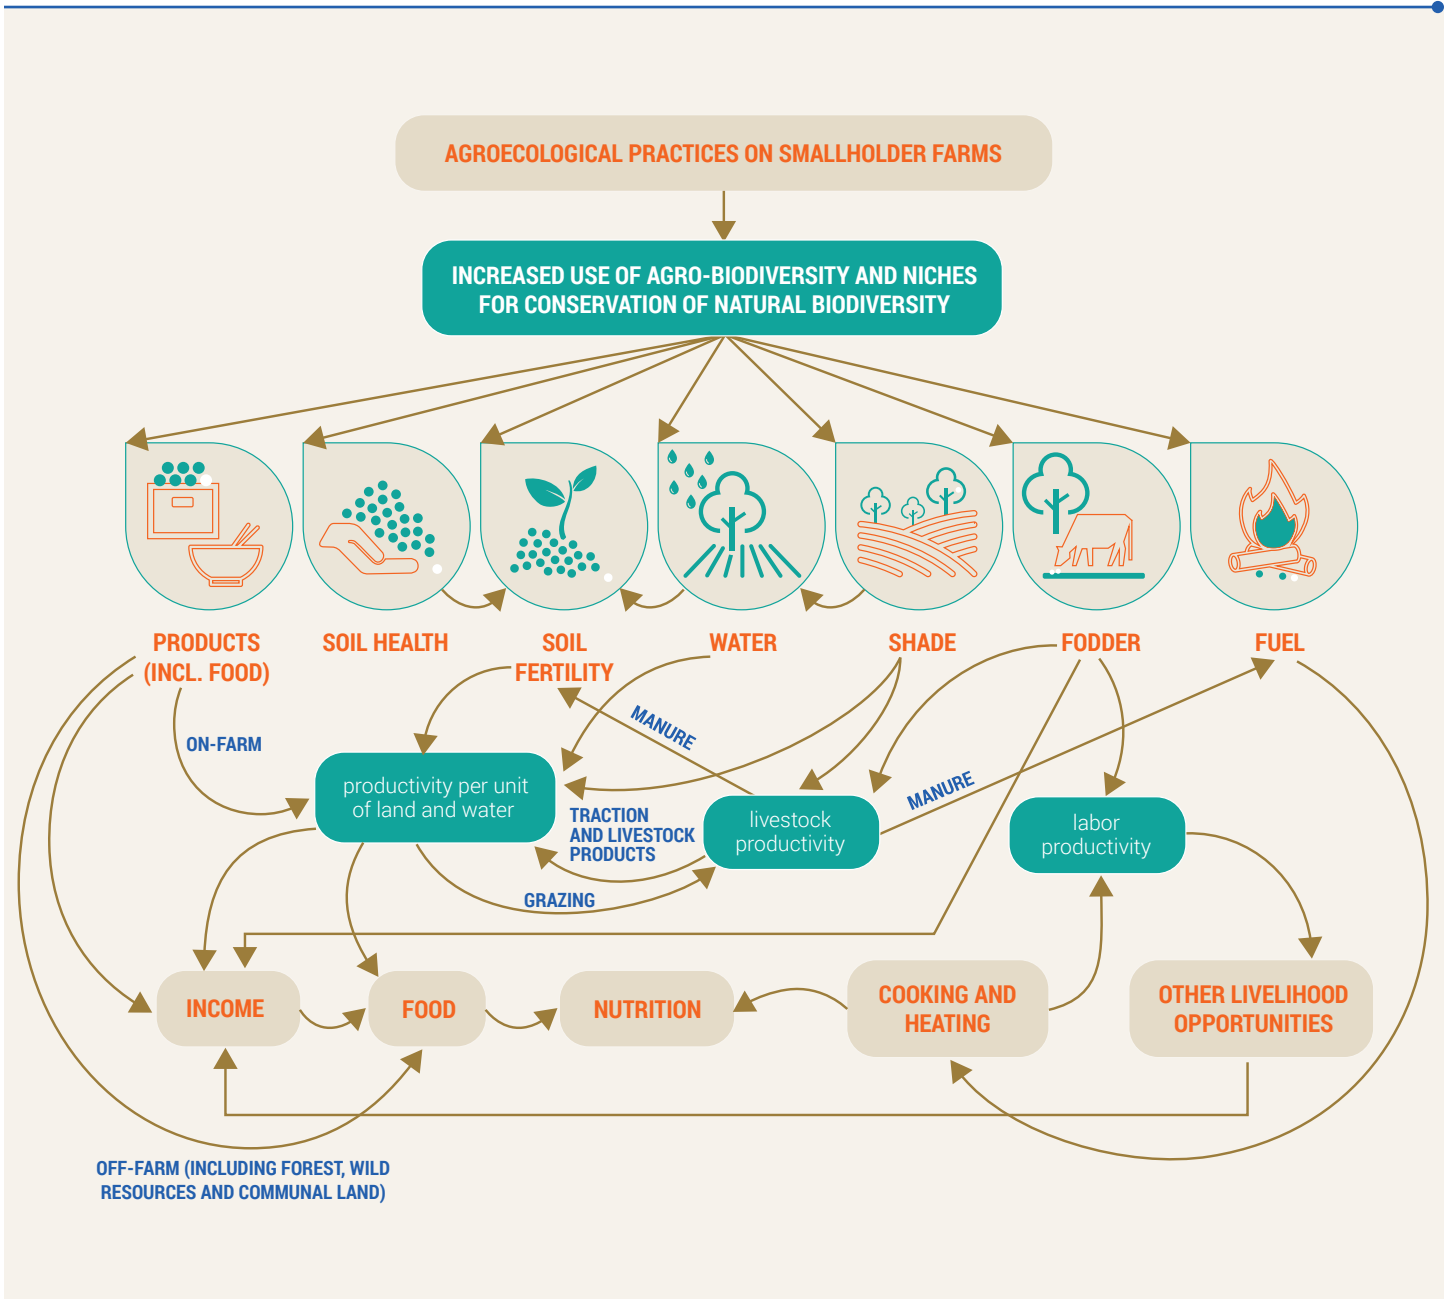 AGROECOLOGICAL PRACTICES ON SMALLHOLDER FARMS
INCREASED USE OF AGRO-BIODIVERSITY AND NICHES
FOR CONSERVATION OF NATURAL BIODIVERSITY
PRODUCTS
(INCL. FOOD)
SOIL HEALTH
SOIL
FERTILITY
WATER
SHADE
FODDER
FUEL
ON-FARM
MANURE
MANURE
productivity per unit
of land and water
TRACTION
AND LIVESTOCK
PRODUCTS
livestock
productivity
labor
productivity
GRAZING
INCOME
FOOD
NUTRITION
COOKING AND
HEATING
OTHER LIVELIHOOD
OPPORTUNITIES
OFF-FARM (INCLUDING FOREST, WILD
RESOURCES AND COMMUNAL LAND)